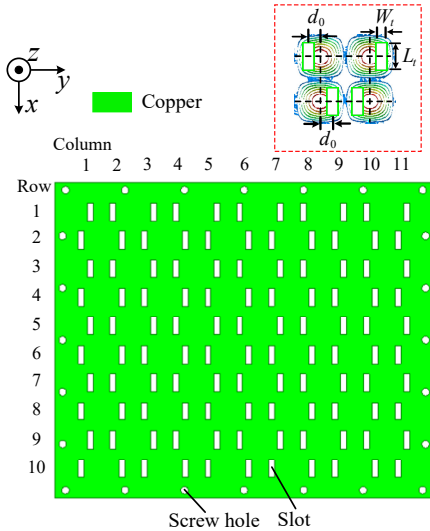 d₀ Wₜ
Lₜ
d₀
z
y
x
Copper
Column
1 2 3 4 5 6 7 8 9 10 11
Row
1
2
3
4
5
6
7
8
9
10
Screw hole Slot